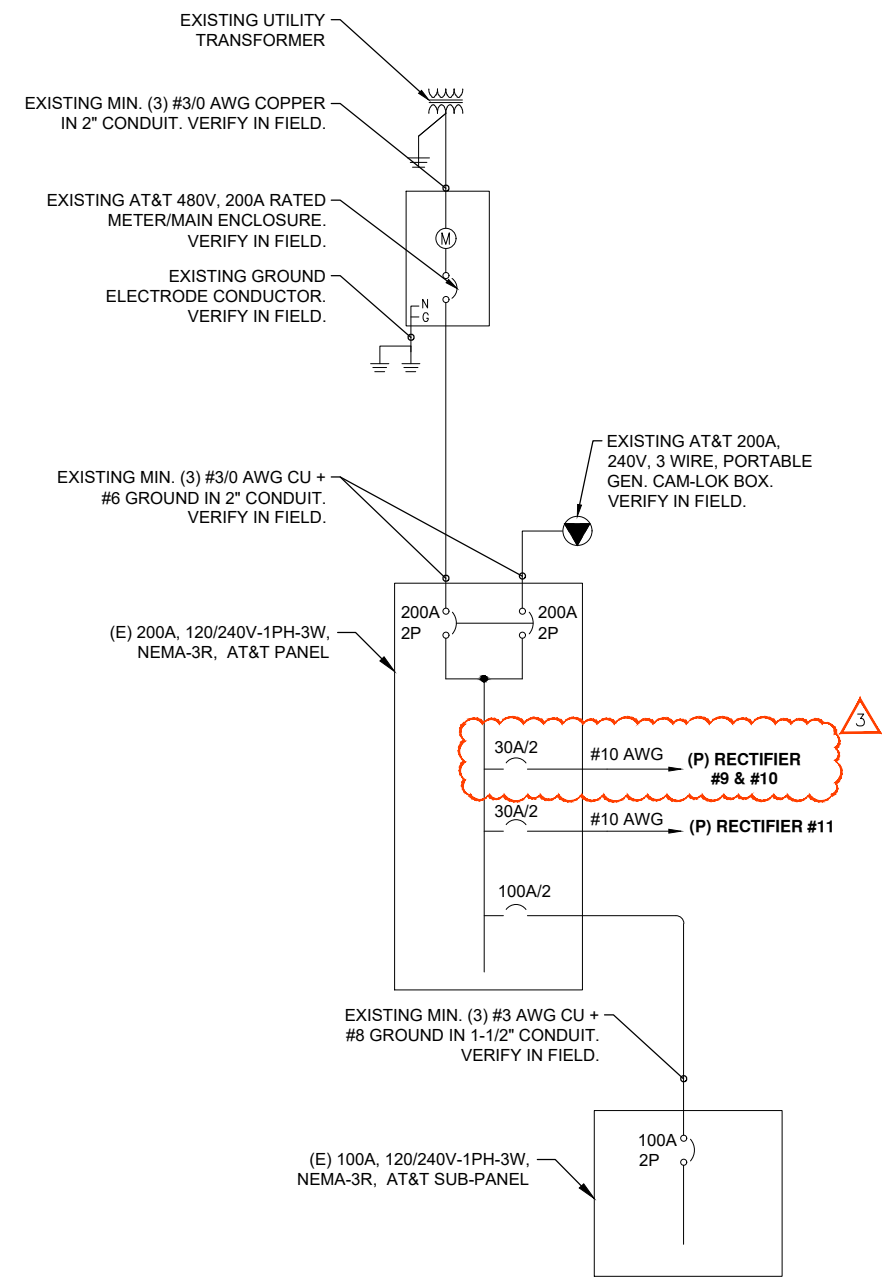 EXISTING UTILITY
TRANSFORMER
EXISTING MIN. (3) #3/0 AWG COPPER
IN 2" CONDUIT. VERIFY IN FIELD.
EXISTING AT&T 480V, 200A RATED
METER/MAIN ENCLOSURE.
VERIFY IN FIELD.
M
EXISTING GROUND
ELECTRODE CONDUCTOR.
VERIFY IN FIELD.
N
G
EXISTING AT&T 200A,
240V, 3 WIRE, PORTABLE
GEN. CAM-LOK BOX.
VERIFY IN FIELD.
EXISTING MIN. (3) #3/0 AWG CU +
#6 GROUND IN 2" CONDUIT.
VERIFY IN FIELD.
200A
2P
200A
2P
(E) 200A, 120/240V-1PH-3W,
NEMA-3R, AT&T PANEL
3
30A/2
#10 AWG
(P) RECTIFIER
#9 & #10
30A/2
#10 AWG
(P) RECTIFIER #11
100A/2
EXISTING MIN. (3) #3 AWG CU +
#8 GROUND IN 1-1/2" CONDUIT.
VERIFY IN FIELD.
100A
2P
(E) 100A, 120/240V-1PH-3W,
NEMA-3R, AT&T SUB-PANEL